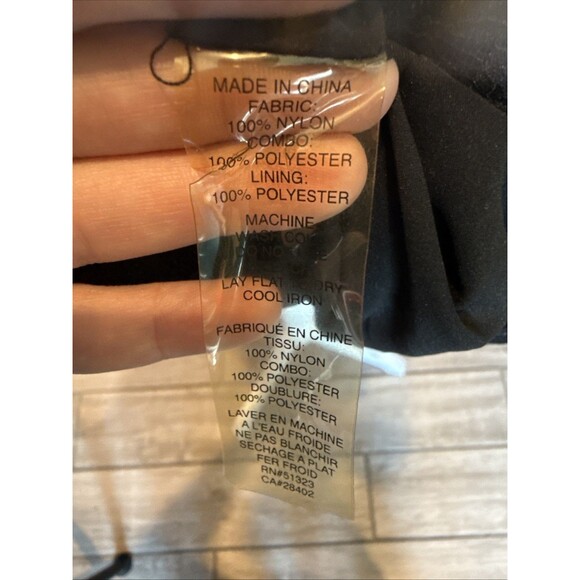 MADE IN CHINA
FABRIC:
100% NYLON
COMBO:
100% POLYESTER
LINING:
100% POLYESTER
MACHINE
WASH COLD
LAY FLAT DRY
COOL IRON
FABRIQUÉ EN CHINE
TISSU:
100% NYLON
COMBO:
100% POLYESTER
DOUBLURE:
100% POLYESTER
LAVER EN MACHINE
A L'EAU FROIDE
NE PAS BLANCHIR
SECHAGE A PLAT
FER FROID
RN#51323
CA#28402